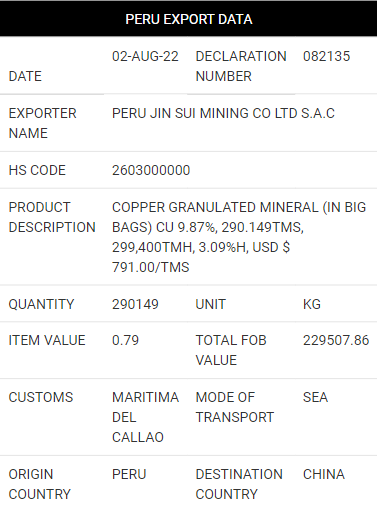 PERU EXPORT DATA
DATE 02-AUG-22 DECLARATION NUMBER 082135
EXPORTER NAME PERU JIN SUI MINING CO LTD S.A.C
HS CODE 2603000000
PRODUCT DESCRIPTION COPPER GRANULATED MINERAL (IN BIG
BAGS) CU 9.87%, 290.149TMS,
299,400TMH, 3.09%H, USD $
791.00/TMS
QUANTITY 290149 UNIT KG
ITEM VALUE 0.79 TOTAL FOB VALUE 229507.86
CUSTOMS MARITIMA DEL CALLAO MODE OF TRANSPORT SEA
ORIGIN COUNTRY PERU DESTINATION COUNTRY CHINA